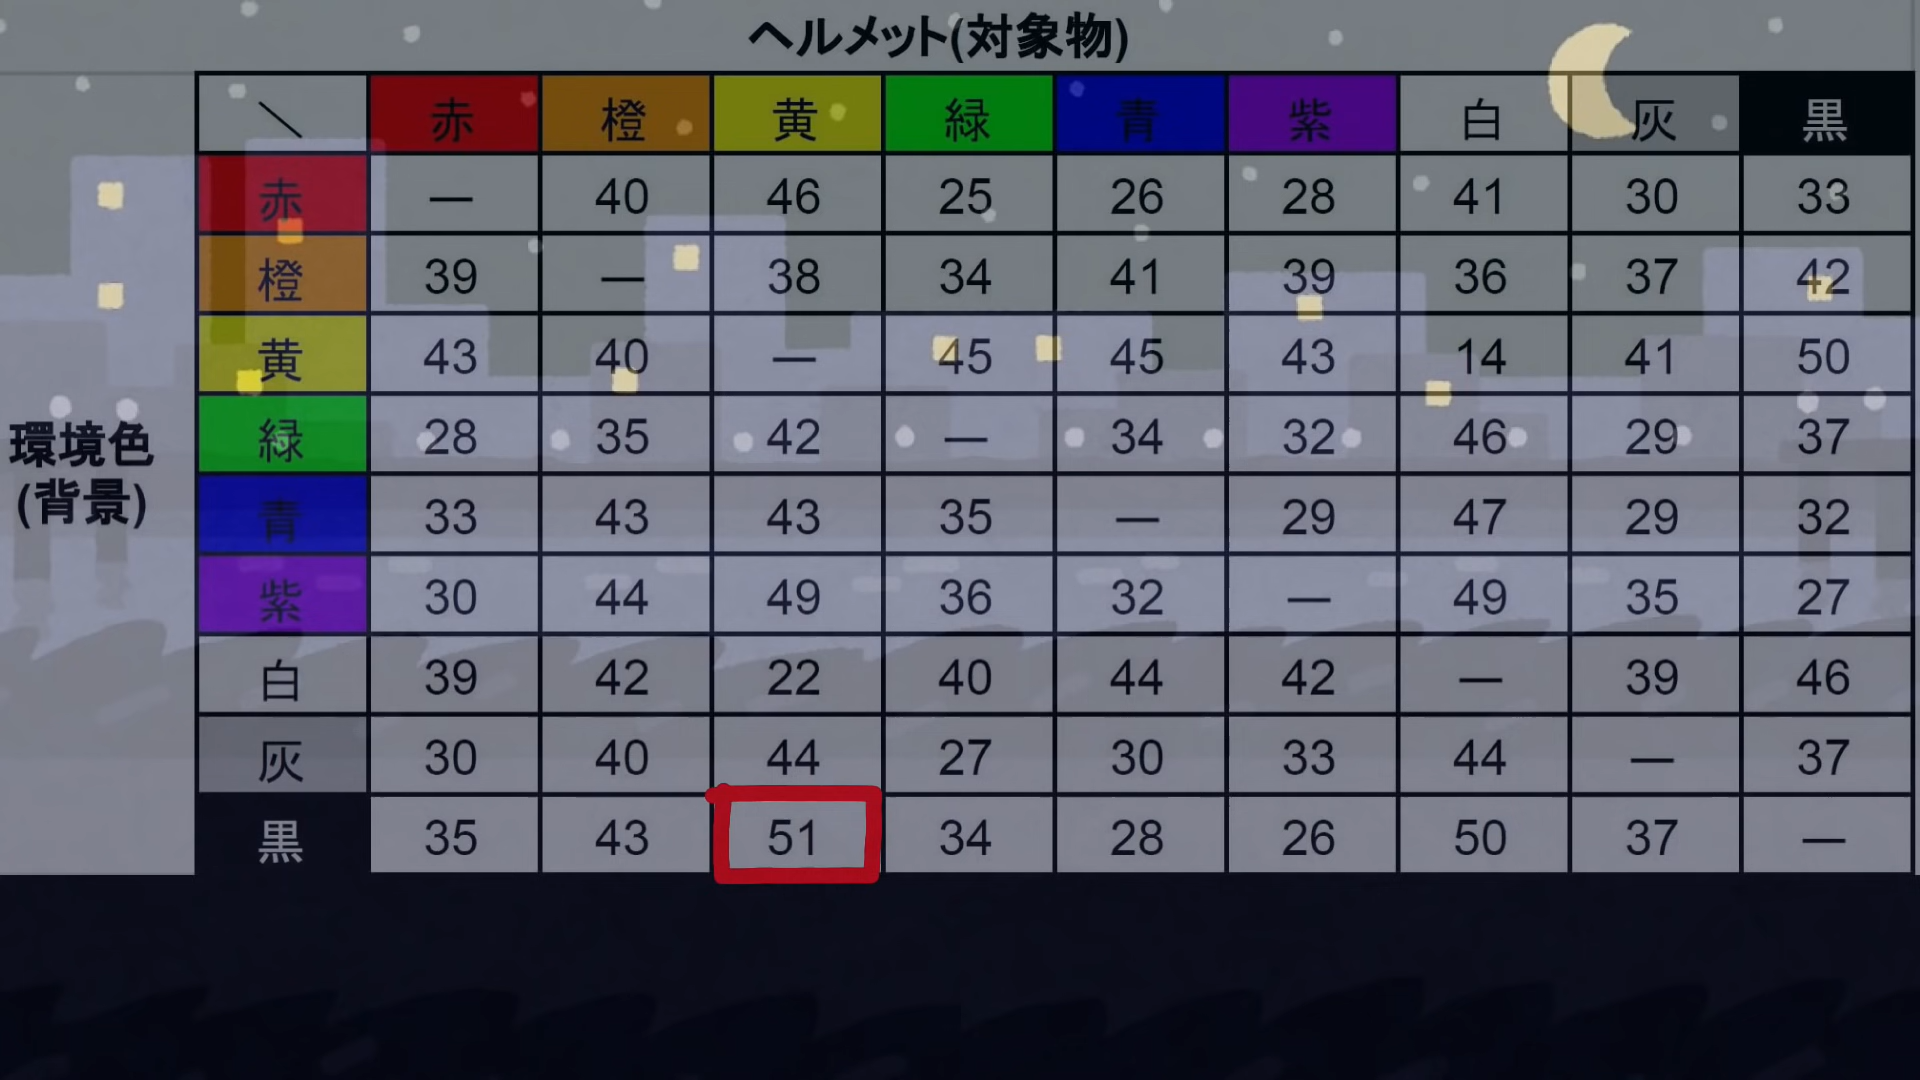 ヘルメット(対象物)
＼ 赤 橙 黄 緑 青 紫 白 灰 黒
赤 — 40 46 25 26 28 41 30 33
橙 39 — 38 34 41 39 36 37 42
黄 43 40 — 45 45 43 14 41 50
緑 28 35 42 — 34 32 46 29 37
青 33 43 43 35 — 29 47 29 32
紫 30 44 49 36 32 — 49 35 27
白 39 42 22 40 44 42 — 39 46
灰 30 40 44 27 30 33 44 — 37
黒 35 43 51 34 28 26 50 37 —
環境色
(背景)